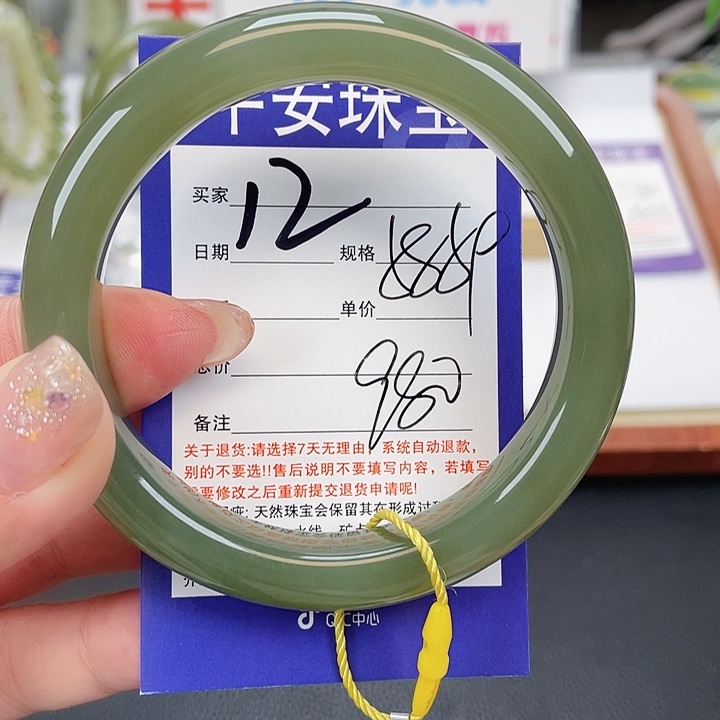 平安珠宝
买家 12
日期 规格
单价
总价 980
备注
关于退货:请选择7天无理由 系统自动退款,
别的不要选!!售后说明不要填写内容,若填写
需要修改之后重新提交退货申请呢!
天然珠宝会保留其在形成过
QIC中心